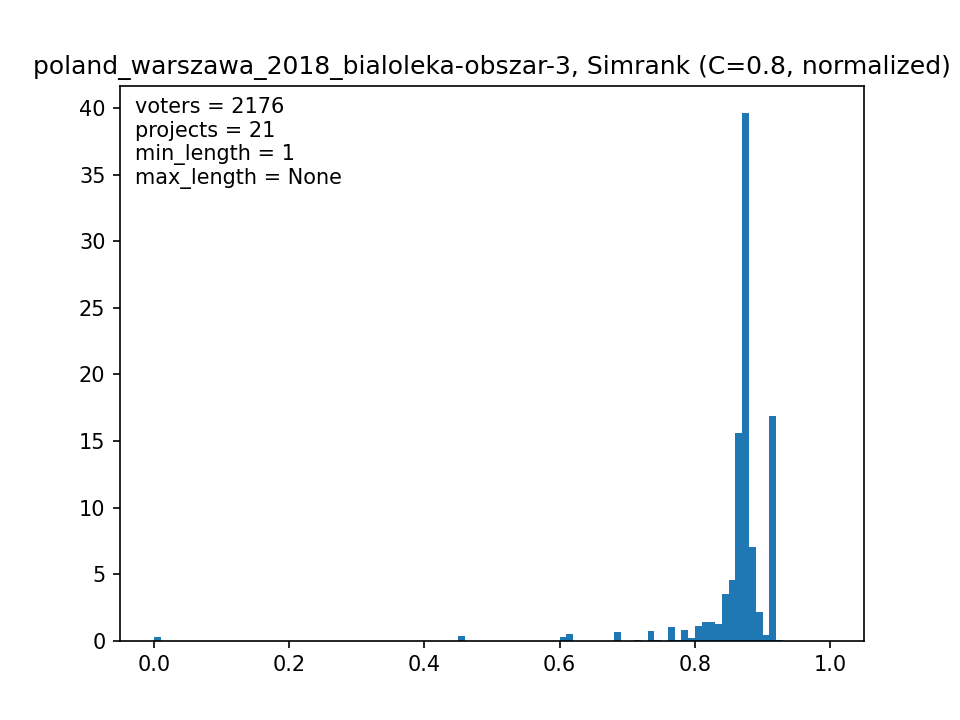 poland_warszawa_2018_bialoleka-obszar-3, Simrank (C=0.8, normalized)
voters = 2176
projects = 21
min_length = 1
max_length = None
40
35
30
25
20
15
10
5
0
0.0 0.2 0.4 0.6 0.8 1.0